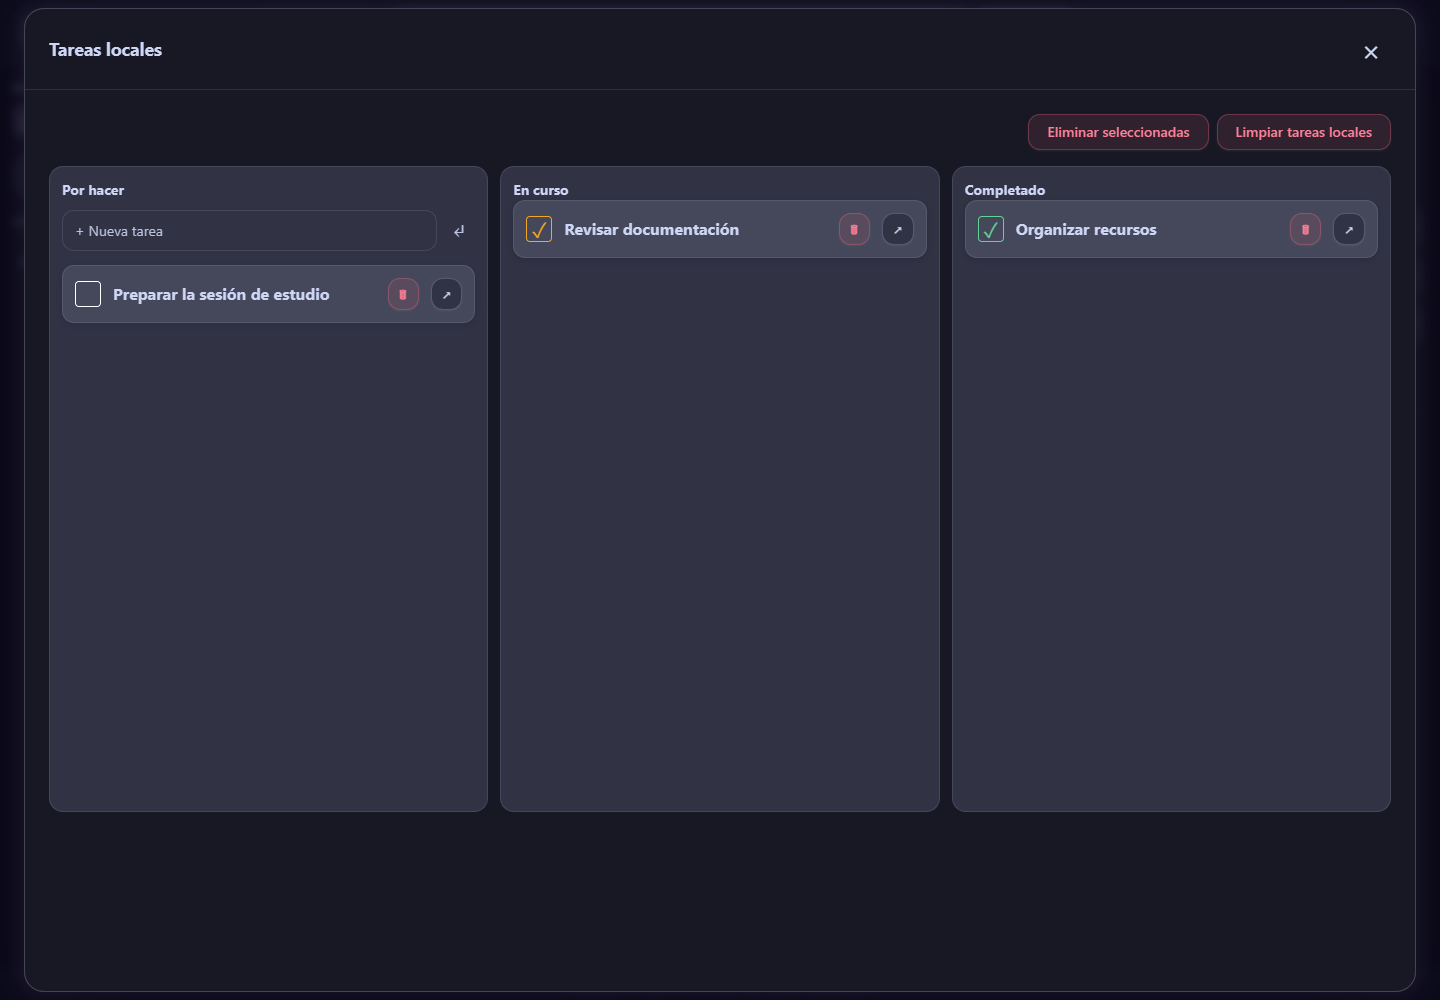 Tareas locales
Eliminar seleccionadas
Limpiar tareas locales
Por hacer
+ Nueva tarea
Preparar la sesión de estudio
En curso
Revisar documentación
Completado
Organizar recursos